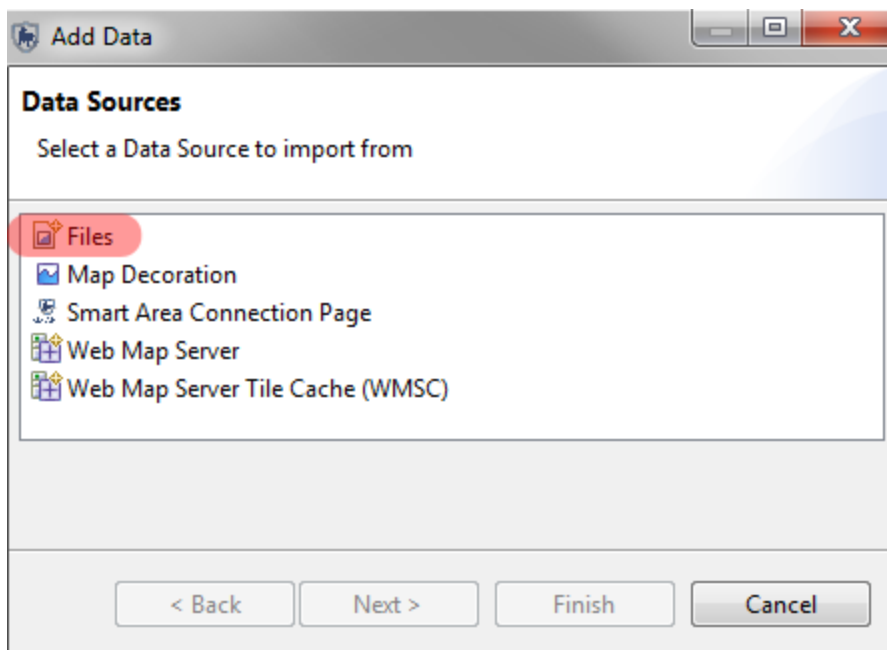 Add Data
Data Sources
Select a Data Source to import from
Files
Map Decoration
Smart Area Connection Page
Web Map Server
Web Map Server Tile Cache (WMSC)
< Back Next > Finish Cancel